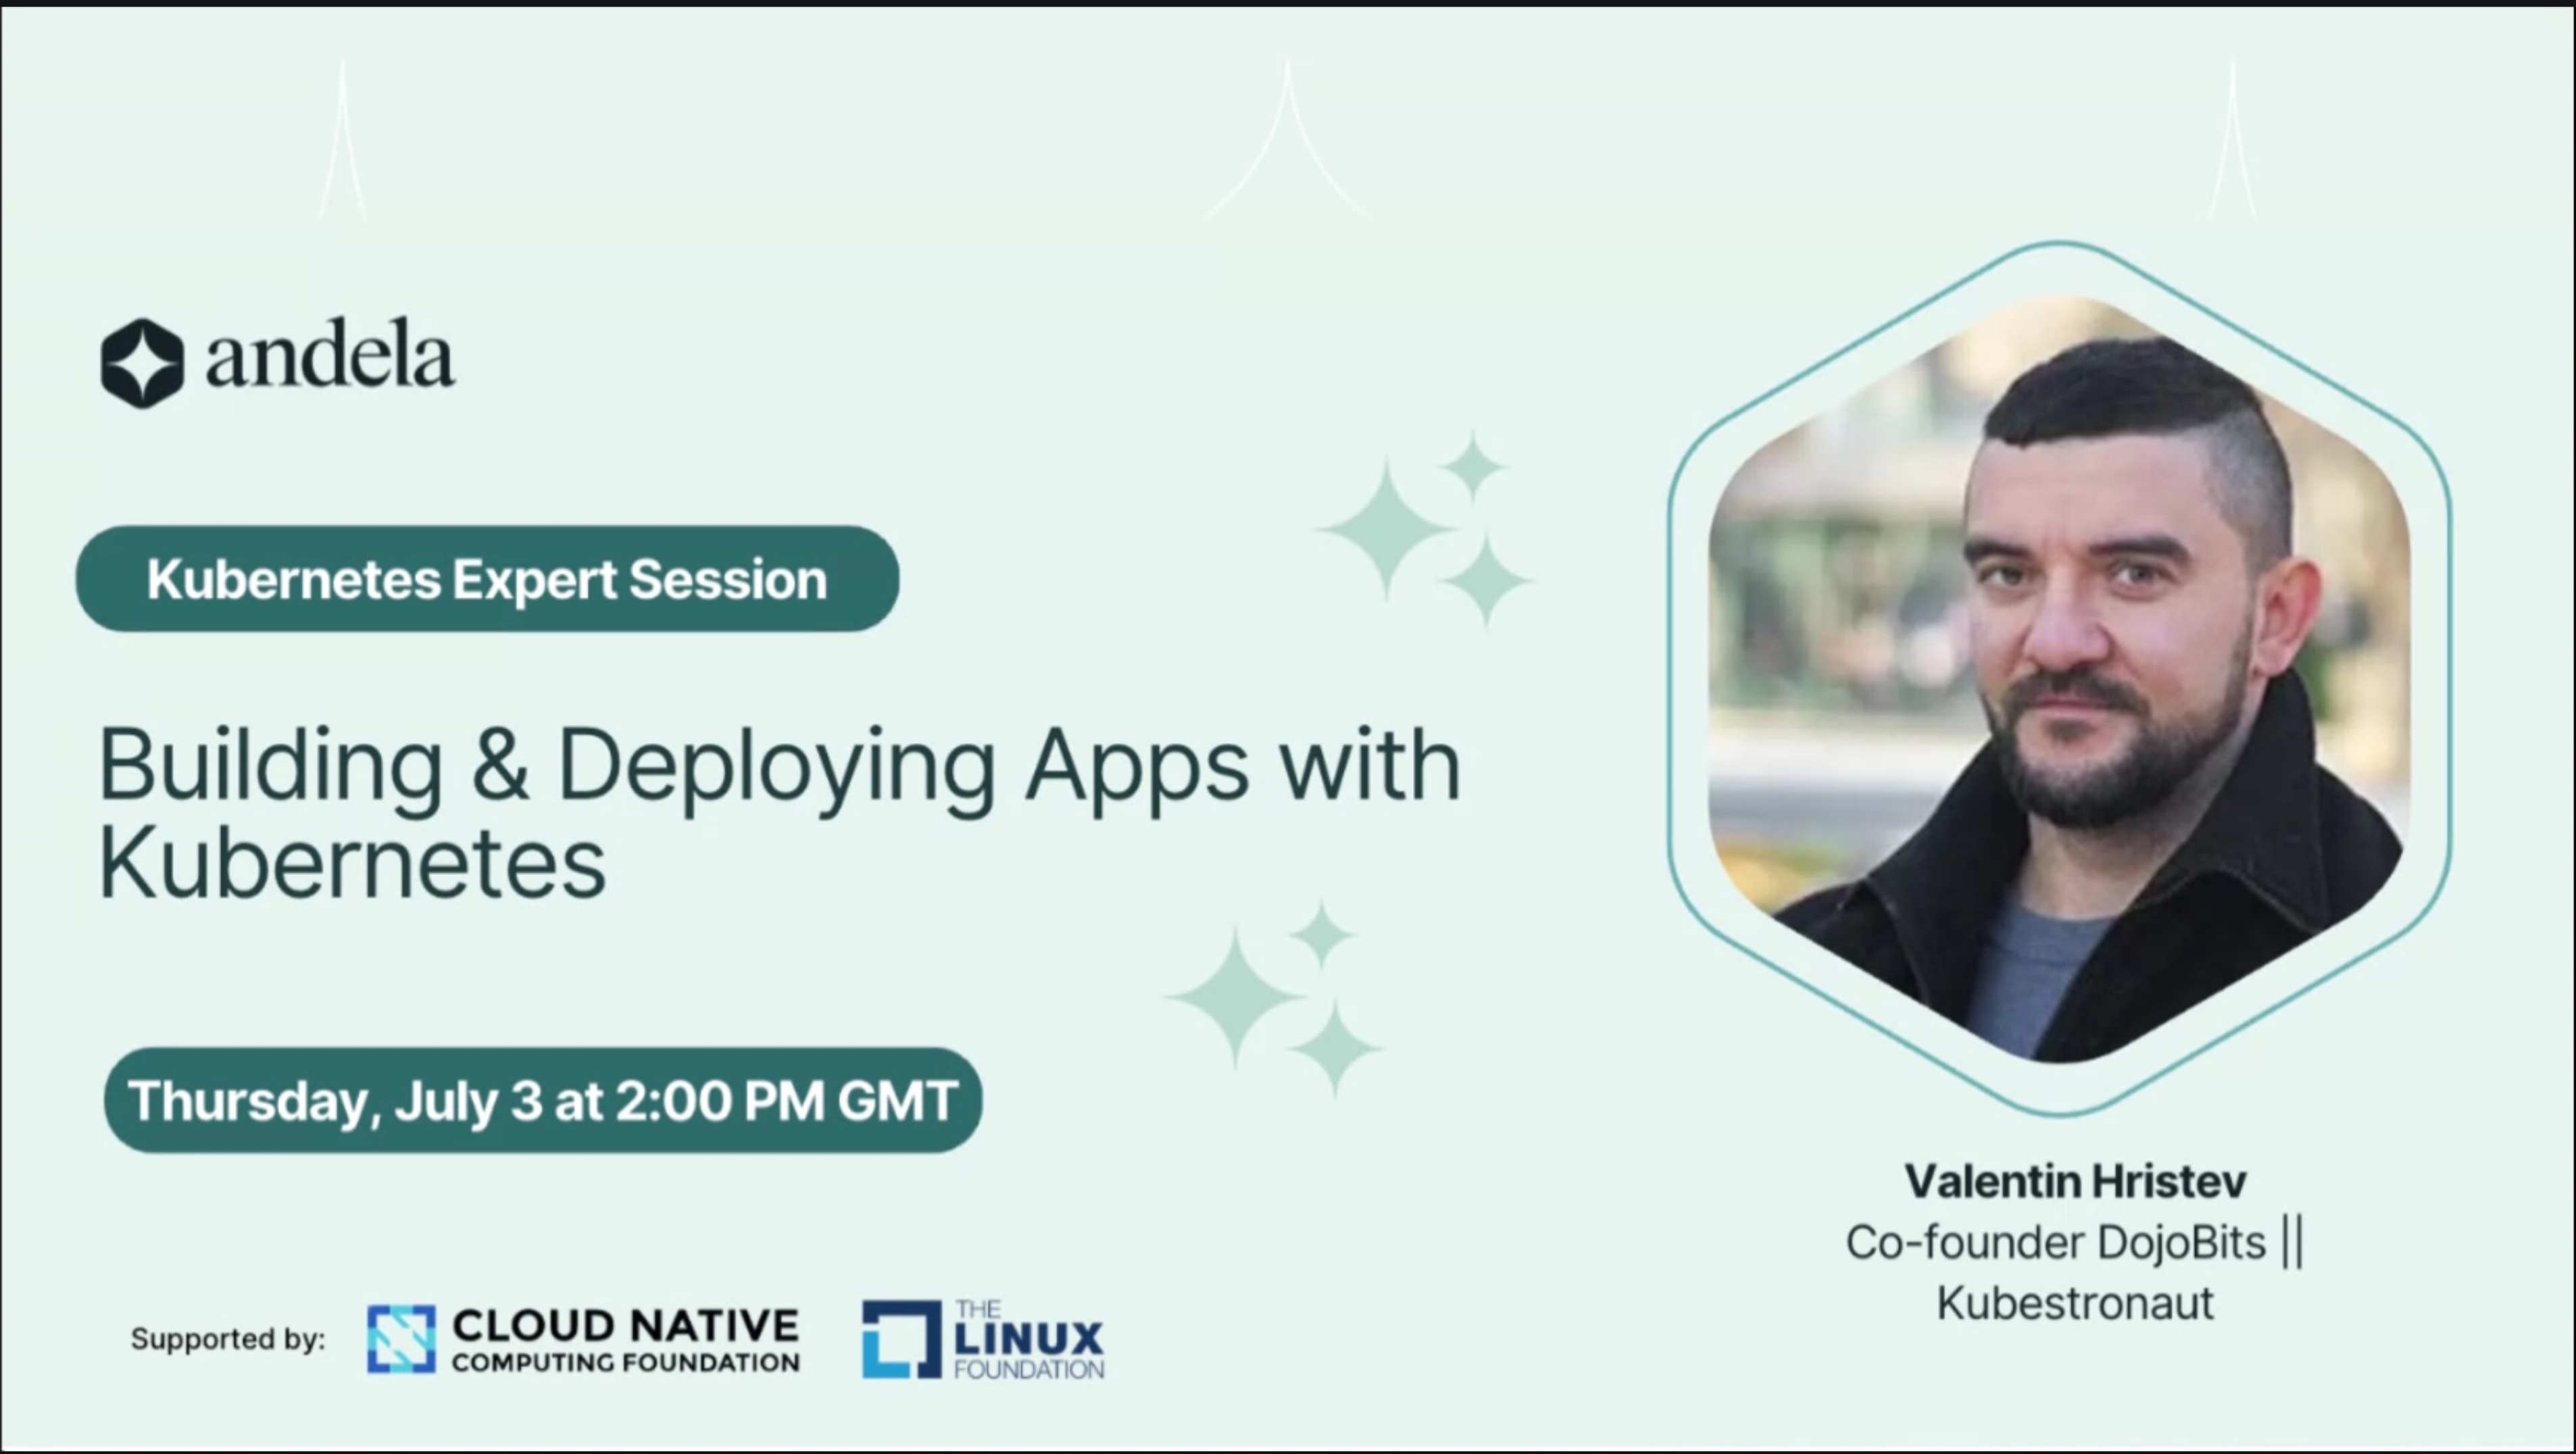 andela
Kubernetes Expert Session
Building & Deploying Apps with
Kubernetes
Thursday, July 3 at 2:00 PM GMT
Supported by:
CLOUD NATIVE
COMPUTING FOUNDATION
THE
LINUX
FOUNDATION
Valentin Hristev
Co-founder DojoBits ||
Kubestronaut